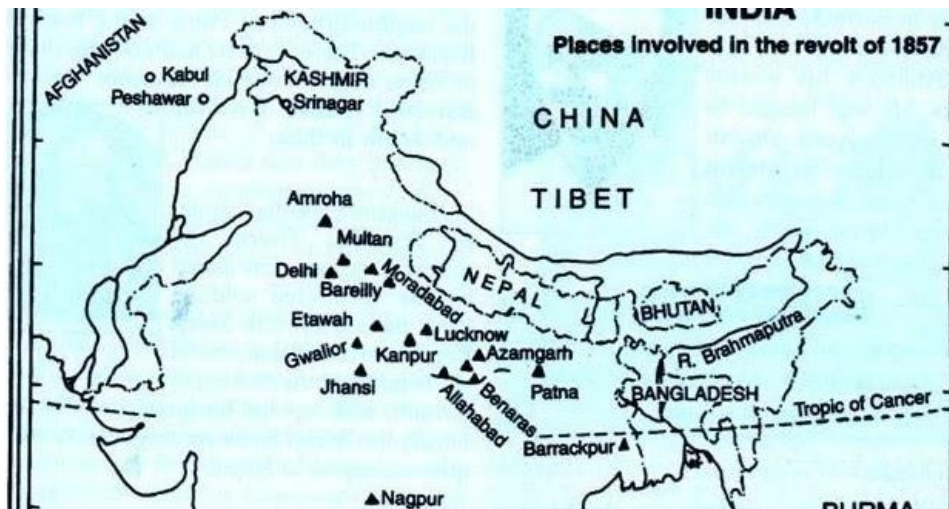 INDIA
Places involved in the revolt of 1857
AFGHANISTAN
Kabul
Peshawar
KASHMIR
Srinagar
CHINA
TIBET
Amroha
Multan
Delhi
Moradabad
Bareilly
NEPAL
BHUTAN
Etawah
Lucknow
R. Brahmaputra
Gwalior
Kanpur
Azamgarh
Jhansi
Allahabad
Benaras
Patna
BANGLADESH
Tropic of Cancer
Barrackpur
Nagpur
BURMA